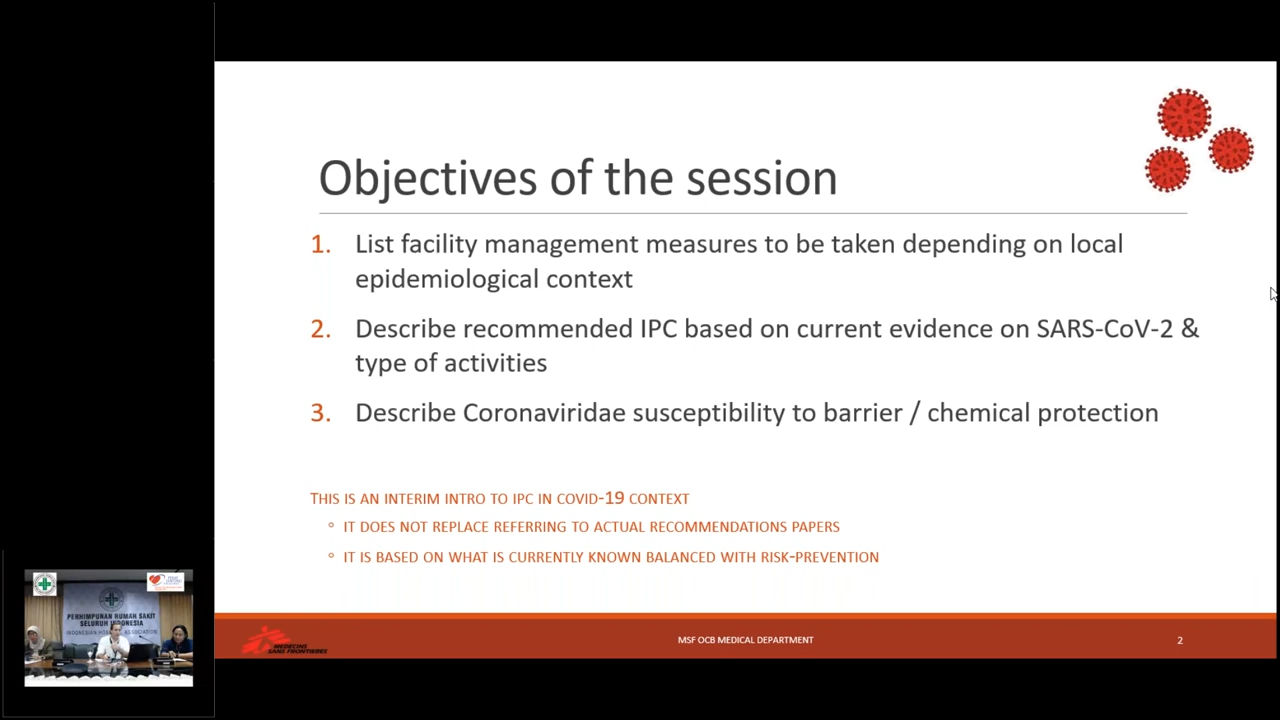 Objectives of the session
1. List facility management measures to be taken depending on local
epidemiological context
2. Describe recommended IPC based on current evidence on SARS-CoV-2 &
type of activities
3. Describe Coronaviridae susceptibility to barrier / chemical protection
THIS IS AN INTERIM INTRO TO IPC IN COVID-19 CONTEXT
° IT DOES NOT REPLACE REFERRING TO ACTUAL RECOMMENDATIONS PAPERS
° IT IS BASED ON WHAT IS CURRENTLY KNOWN BALANCED WITH RISK-PREVENTION
MEDECINS
SANS FRONTIERES
MSF OCB MEDICAL DEPARTMENT
2
PERHIMPUNAN RUMAH SAKIT
SELURUH INDONESIA